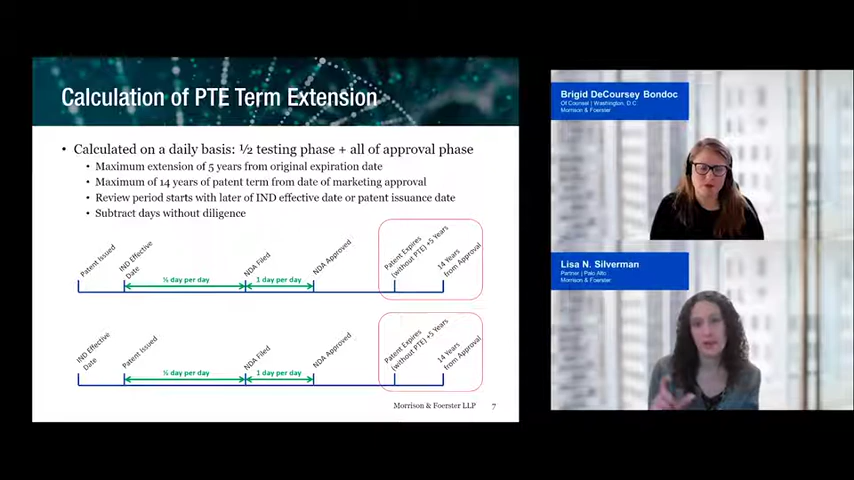 Calculation of PTE Term Extension
• Calculated on a daily basis: ½ testing phase + all of approval phase
• Maximum extension of 5 years from original expiration date
• Maximum of 14 years of patent term from date of marketing approval
• Review period starts with later of IND effective date or patent issuance date
• Subtract days without diligence
Patent Issued
IND Effective
Date
½ day per day
NDA Filed
1 day per day
NDA Approved
Patent Expires
(without PTE) +5 Years
14 Years
from Approval
IND Effective
Date
Patent Issued
½ day per day
NDA Filed
1 day per day
NDA Approved
Patent Expires
(without PTE) +5 Years
14 Years
from Approval
Morrison & Foerster LLP 7
Brigid DeCoursey Bondoc
Of Counsel | Washington, D.C.
Morrison & Foerster
Lisa N. Silverman
Partner | Palo Alto
Morrison & Foerster